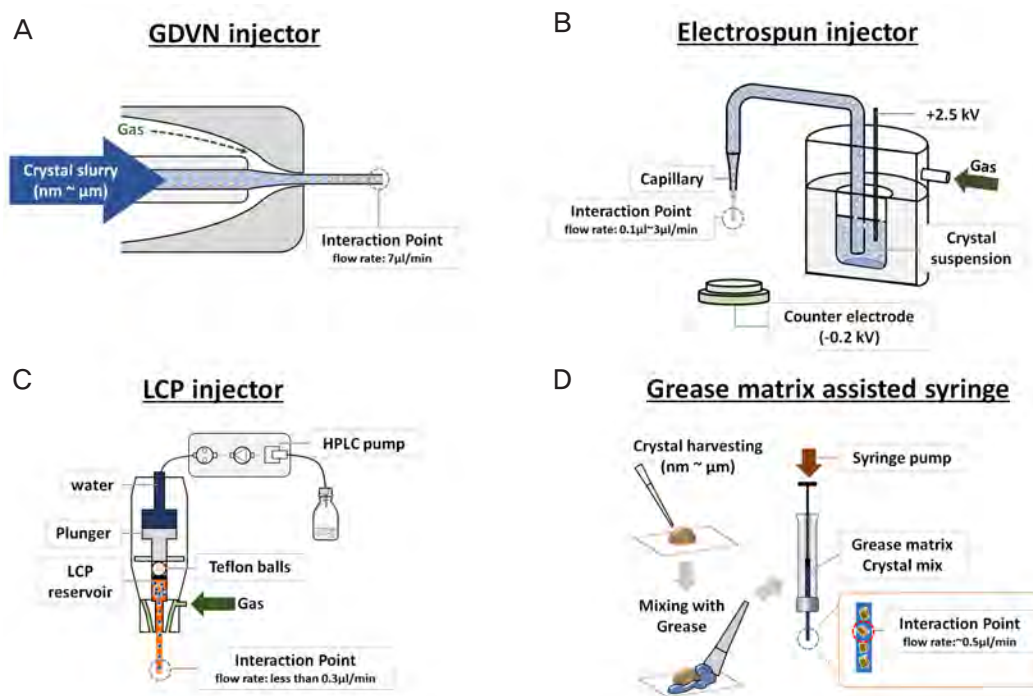 A
GDVN injector
Gas
Crystal slurry
(nm ~ μm)
Interaction Point
flow rate: 7μl/min
B
Electrospun injector
+2.5 kV
Gas
Capillary
Interaction Point
flow rate: 0.1μl~3μl/min
Crystal
suspension
Counter electrode
(-0.2 kV)
C
LCP injector
HPLC pump
water
Plunger
LCP
reservoir
Teflon balls
Gas
Interaction Point
flow rate: less than 0.3μl/min
D
Grease matrix assisted syringe
Crystal harvesting
(nm ~ μm)
Syringe pump
Grease matrix
Crystal mix
Mixing with
Grease
Interaction Point
flow rate:~0.5μl/min